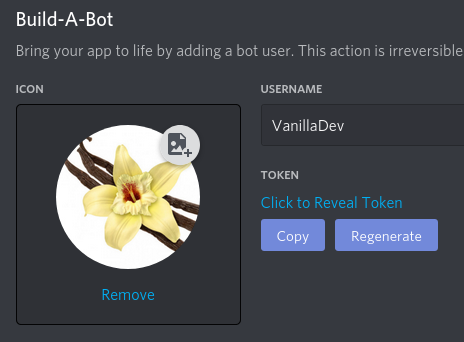 Build-A-Bot
Bring your app to life by adding a bot user. This action is irreversible
ICON
USERNAME
VanillaDev
TOKEN
Click to Reveal Token
Copy
Regenerate
Remove